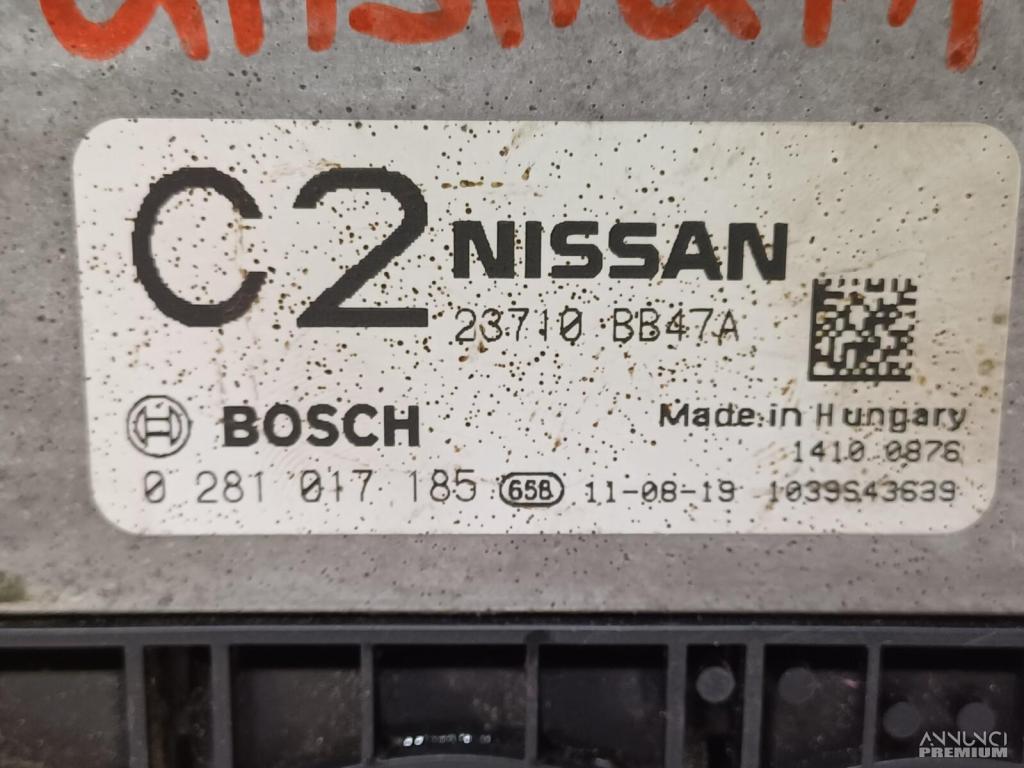 C2
NISSAN
23710 BB47A
BOSCH
Made in Hungary
1410 0876
0 281 017 185 658 11-08-19 1039S43639
ANNUNCI
PREMIUM